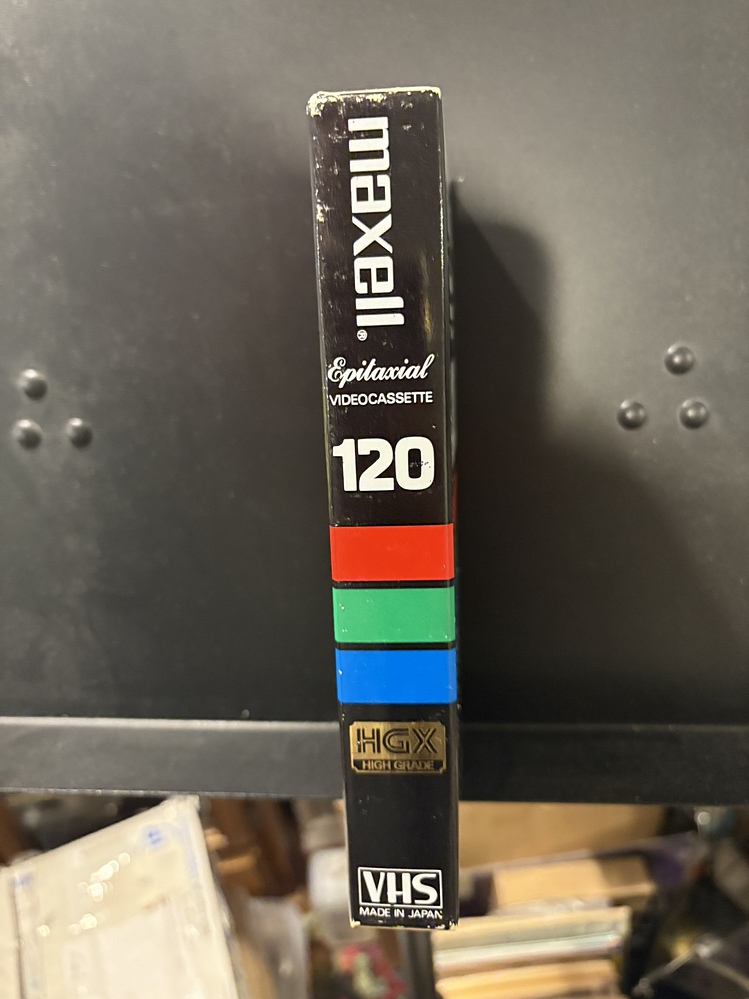 maxell®
Epitaxial
VIDEOCASSETTE
120
HGX
HIGH GRADE
VHS
MADE IN JAPAN